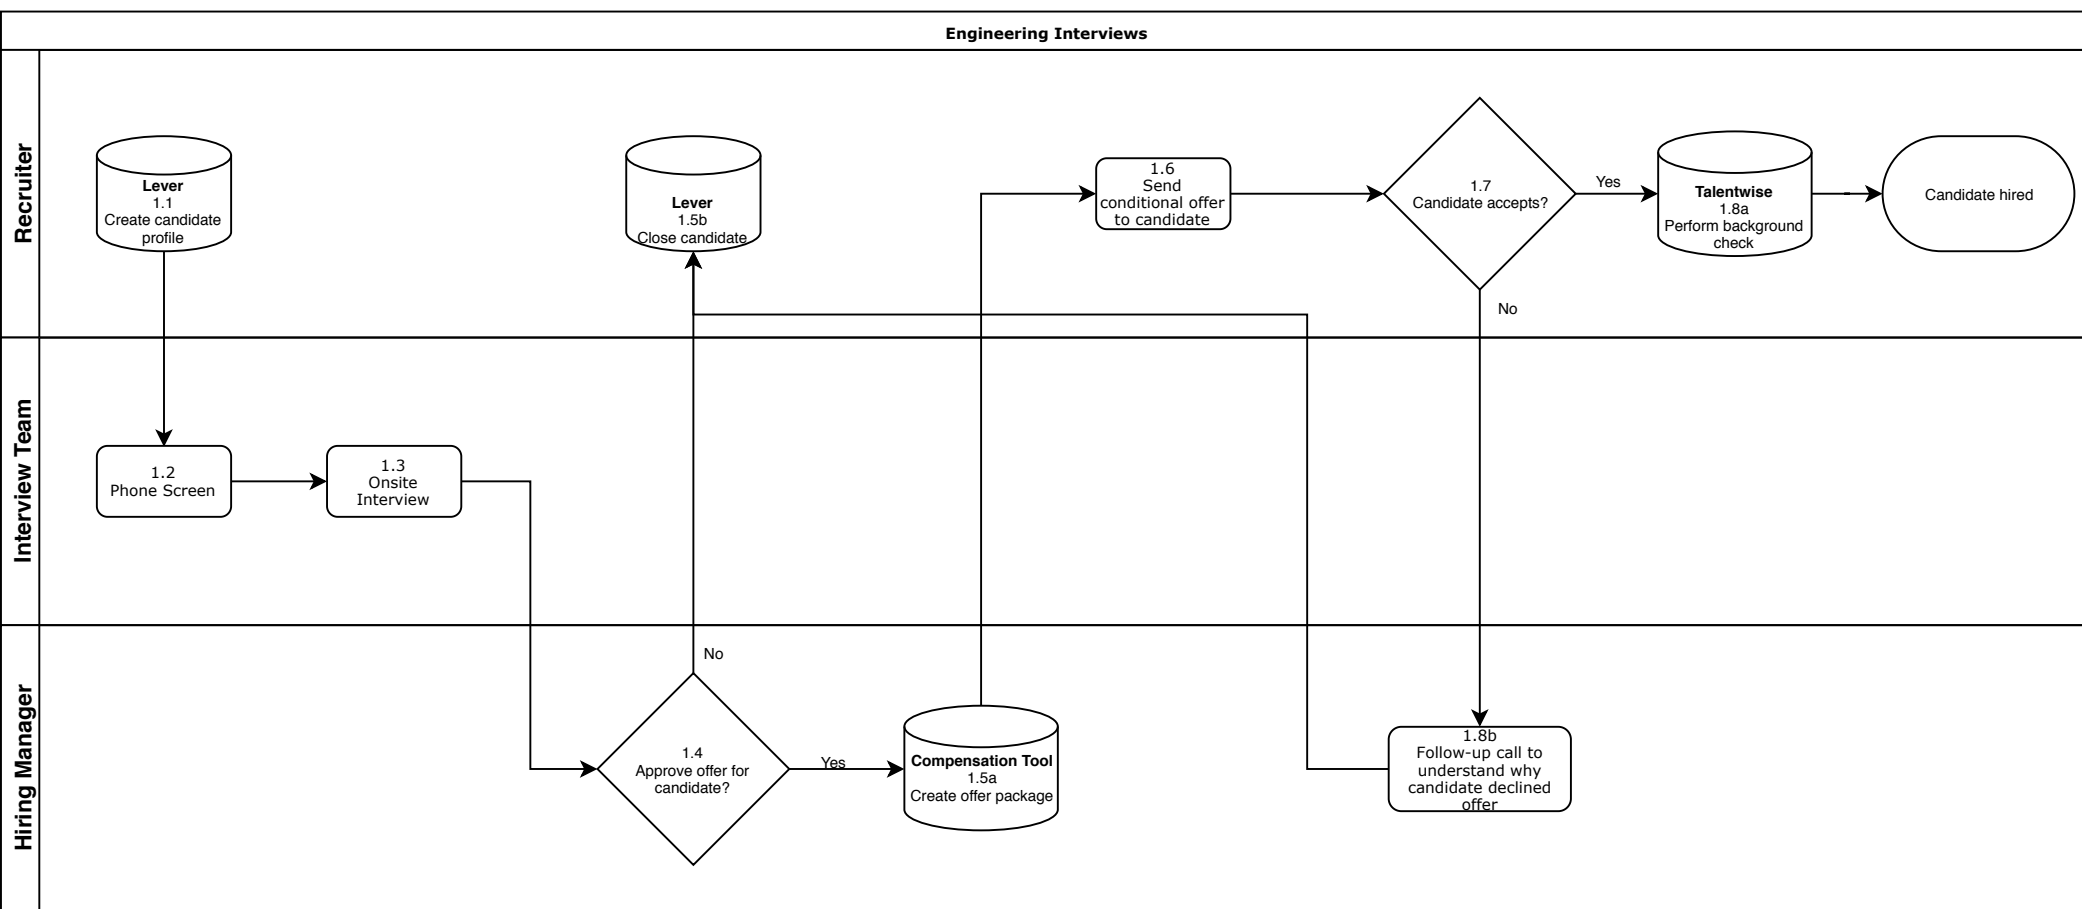 Engineering Interviews
Recruiter
Lever
1.1
Create candidate
profile
Lever
1.5b
Close candidate
1.6
Send
conditional offer
to candidate
1.7
Candidate accepts?
Yes
No
Talentwise
1.8a
Perform background
check
Candidate hired
Interview Team
1.2
Phone Screen
1.3
Onsite
Interview
Hiring Manager
No
1.4
Approve offer for
candidate?
Yes
Compensation Tool
1.5a
Create offer package
1.8b
Follow-up call to
understand why
candidate declined
offer